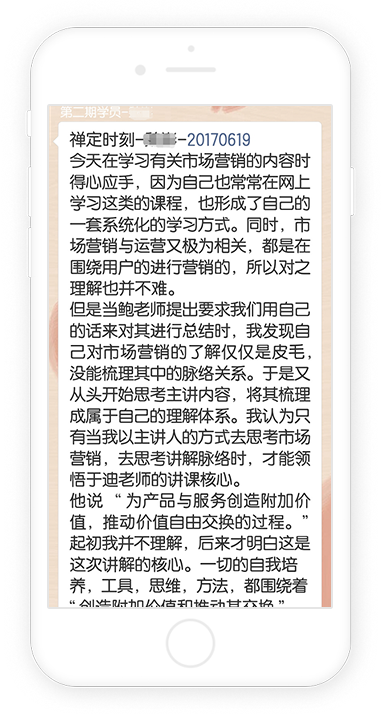 第二期学员-
禅定时刻--20170619
今天在学习有关市场营销的内容时
得心应手，因为自己也常常在网上
学习这类的课程，也形成了自己的
一套系统化的学习方式。同时，市
场营销与运营又极为相关，都是在
围绕用户的进行营销的，所以对之
理解也并不难。
但是当鲍老师提出要求我们用自己
的话来对其进行总结时，我发现自
己对市场营销的了解仅仅是皮毛，
没能梳理其中的脉络关系。于是又
从头开始思考主讲内容，将其梳理
成属于自己的理解体系。我认为只
有当我以主讲人的方式去思考市场
营销，去思考讲解脉络时，才能领
悟于迪老师的讲课核心。
他说 “为产品与服务创造附加价
值，推动价值自由交换的过程。”
起初我并不理解，后来才明白这是
这次讲解的核心。一切的自我培
养，工具，思维，方法，都围绕着
“创造附加价值和推动其交换”